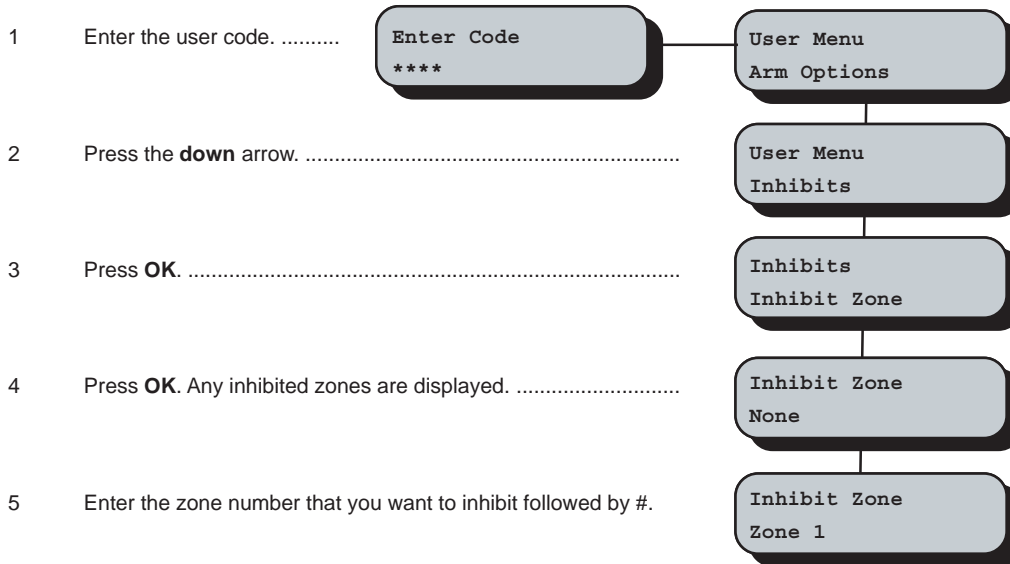 1 Enter the user code. .......... Enter Code
****
User Menu
Arm Options
2 Press the down arrow. ................................................................
User Menu
Inhibits
3 Press OK. ....................................................................................
Inhibits
Inhibit Zone
4 Press OK. Any inhibited zones are displayed. ............................
Inhibit Zone
None
5 Enter the zone number that you want to inhibit followed by #.
Inhibit Zone
Zone 1